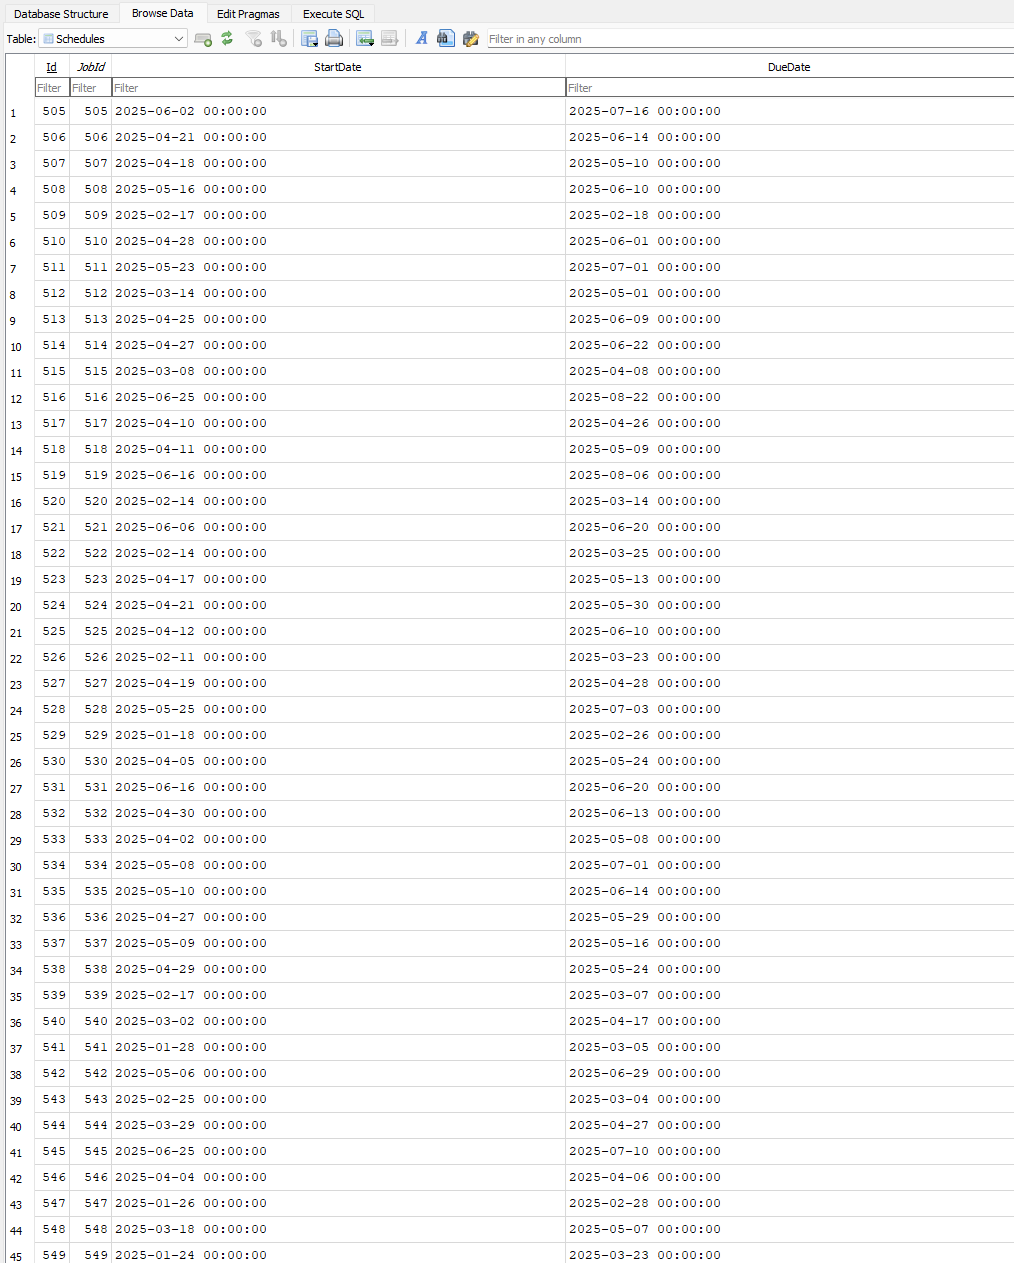 Database Structure Browse Data Edit Pragmas Execute SQL
Table: Schedules Filter in any column
Id JobId StartDate DueDate
Filter Filter Filter Filter
1 505 505 2025-06-02 00:00:00 2025-07-16 00:00:00
2 506 506 2025-04-21 00:00:00 2025-06-14 00:00:00
3 507 507 2025-04-18 00:00:00 2025-05-10 00:00:00
4 508 508 2025-05-16 00:00:00 2025-06-10 00:00:00
5 509 509 2025-02-17 00:00:00 2025-02-18 00:00:00
6 510 510 2025-04-28 00:00:00 2025-06-01 00:00:00
7 511 511 2025-05-23 00:00:00 2025-07-01 00:00:00
8 512 512 2025-03-14 00:00:00 2025-05-01 00:00:00
9 513 513 2025-04-25 00:00:00 2025-06-09 00:00:00
10 514 514 2025-04-27 00:00:00 2025-06-22 00:00:00
11 515 515 2025-03-08 00:00:00 2025-04-08 00:00:00
12 516 516 2025-06-25 00:00:00 2025-08-22 00:00:00
13 517 517 2025-04-10 00:00:00 2025-04-26 00:00:00
14 518 518 2025-04-11 00:00:00 2025-05-09 00:00:00
15 519 519 2025-06-16 00:00:00 2025-08-06 00:00:00
16 520 520 2025-02-14 00:00:00 2025-03-14 00:00:00
17 521 521 2025-06-06 00:00:00 2025-06-20 00:00:00
18 522 522 2025-02-14 00:00:00 2025-03-25 00:00:00
19 523 523 2025-04-17 00:00:00 2025-05-13 00:00:00
20 524 524 2025-04-21 00:00:00 2025-05-30 00:00:00
21 525 525 2025-04-12 00:00:00 2025-06-10 00:00:00
22 526 526 2025-02-11 00:00:00 2025-03-23 00:00:00
23 527 527 2025-04-19 00:00:00 2025-04-28 00:00:00
24 528 528 2025-05-25 00:00:00 2025-07-03 00:00:00
25 529 529 2025-01-18 00:00:00 2025-02-26 00:00:00
26 530 530 2025-04-05 00:00:00 2025-05-24 00:00:00
27 531 531 2025-06-16 00:00:00 2025-06-20 00:00:00
28 532 532 2025-04-30 00:00:00 2025-06-13 00:00:00
29 533 533 2025-04-02 00:00:00 2025-05-08 00:00:00
30 534 534 2025-05-08 00:00:00 2025-07-01 00:00:00
31 535 535 2025-05-10 00:00:00 2025-06-14 00:00:00
32 536 536 2025-04-27 00:00:00 2025-05-29 00:00:00
33 537 537 2025-05-09 00:00:00 2025-05-16 00:00:00
34 538 538 2025-04-29 00:00:00 2025-05-24 00:00:00
35 539 539 2025-02-17 00:00:00 2025-03-07 00:00:00
36 540 540 2025-03-02 00:00:00 2025-04-17 00:00:00
37 541 541 2025-01-28 00:00:00 2025-03-05 00:00:00
38 542 542 2025-05-06 00:00:00 2025-06-29 00:00:00
39 543 543 2025-02-25 00:00:00 2025-03-04 00:00:00
40 544 544 2025-03-29 00:00:00 2025-04-27 00:00:00
41 545 545 2025-06-25 00:00:00 2025-07-10 00:00:00
42 546 546 2025-04-04 00:00:00 2025-04-06 00:00:00
43 547 547 2025-01-26 00:00:00 2025-02-28 00:00:00
44 548 548 2025-03-18 00:00:00 2025-05-07 00:00:00
45 549 549 2025-01-24 00:00:00 2025-03-23 00:00:00